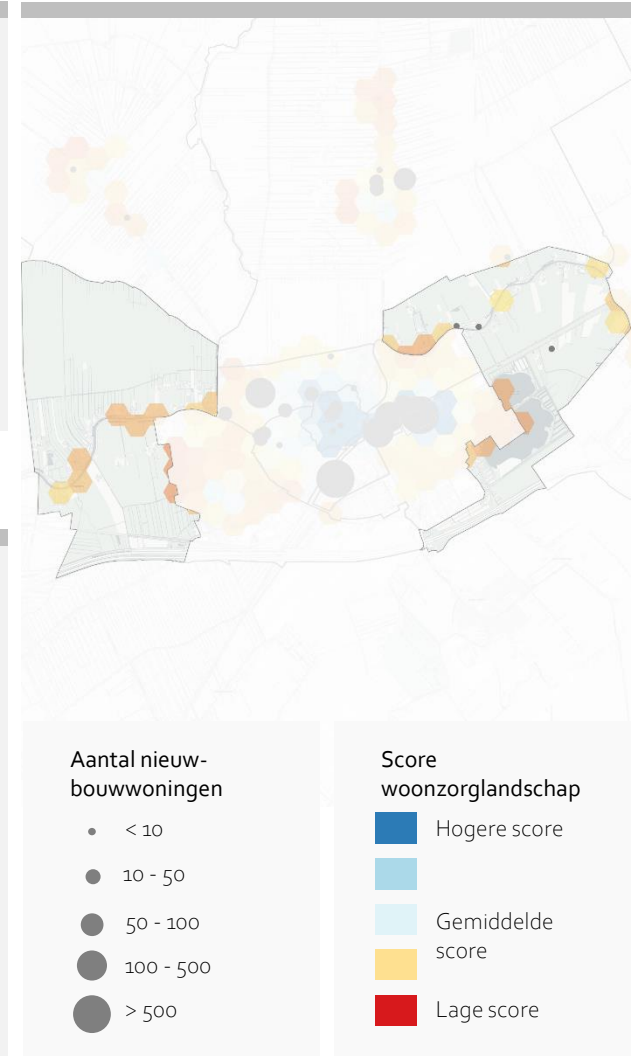 Aantal nieuw-
bouwwoningen
< 10
10 - 50
50 - 100
100 - 500
> 500
Score
woonzorglandschap
Hogere score
Gemiddelde
score
Lage score